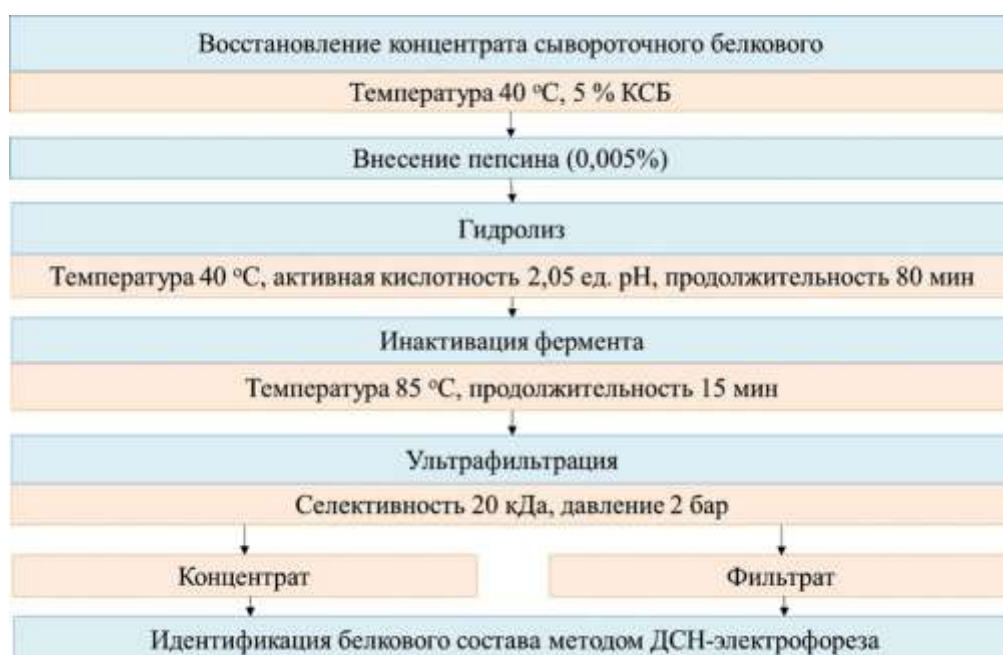 Восстановление концентрата сывороточного белкового
Температура 40 °С, 5 % КСБ
Внесение пепсина (0,005%)
Гидролиз
Температура 40 °С, активная кислотность 2,05 ед. рН, продолжительность 80 мин
Инактивация фермента
Температура 85 °С, продолжительность 15 мин
Ультрафильтрация
Селективность 20 кДа, давление 2 бар
Концентрат
Фильтрат
Идентификация белкового состава методом ДСН-электрофореза